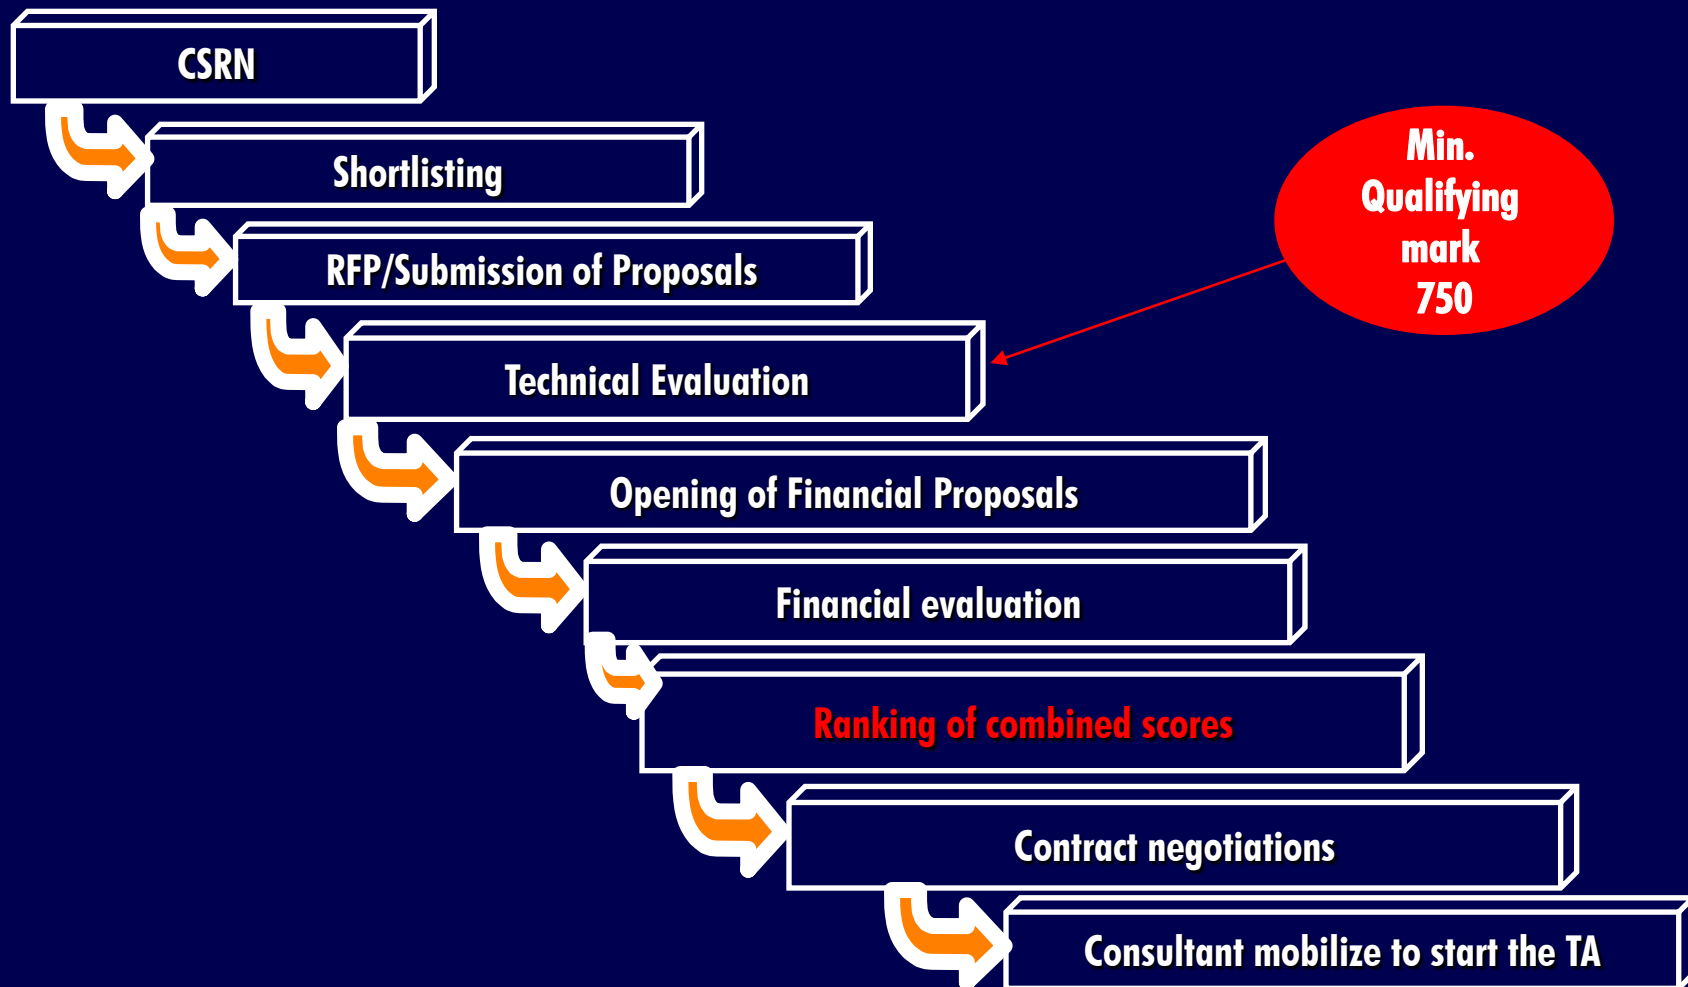 CSRN
Shortlisting
RFP/Submission of Proposals
Technical Evaluation
Opening of Financial Proposals
Financial evaluation
Ranking of combined scores
Contract negotiations
Consultant mobilize to start the TA
Min.
Qualifying
mark
750